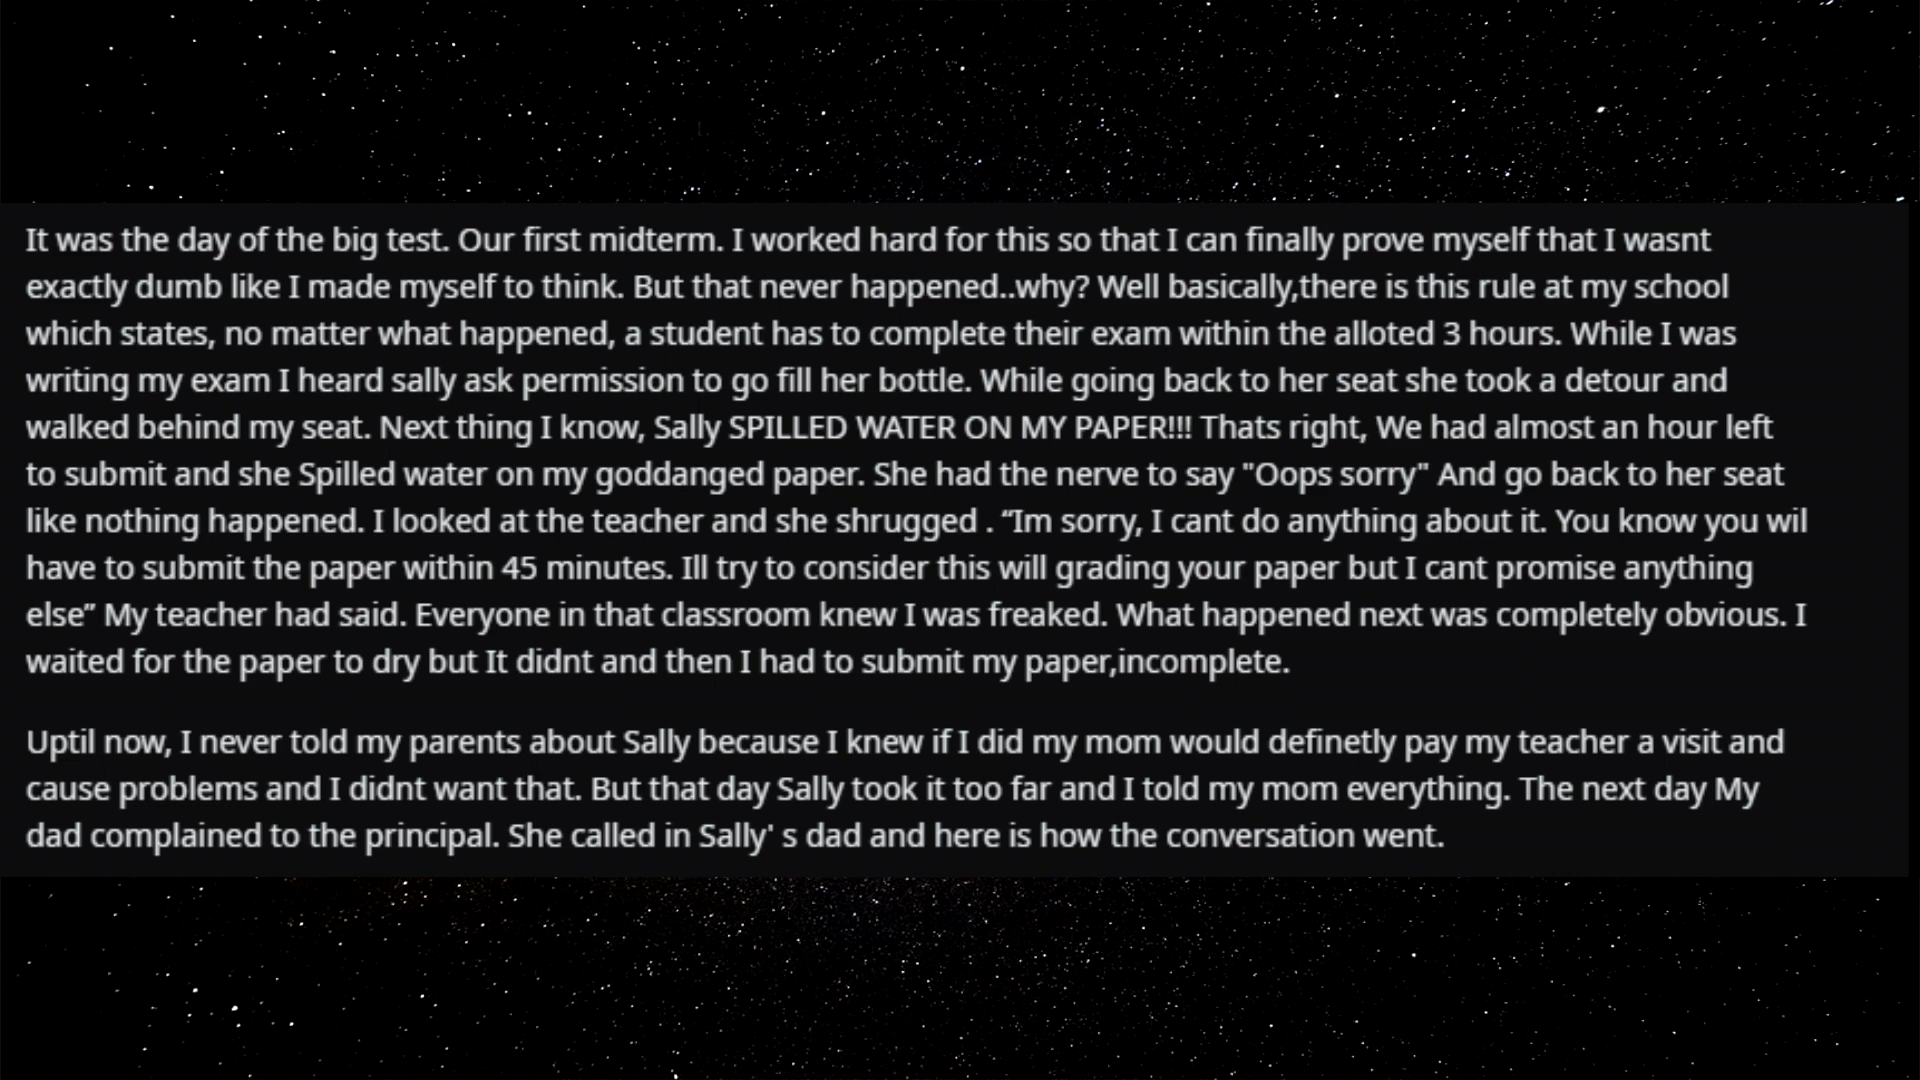 It was the day of the big test. Our first midterm. I worked hard for this so that I can finally prove myself that I wasnt
exactly dumb like I made myself to think. But that never happened..why? Well basically,there is this rule at my school
which states, no matter what happened, a student has to complete their exam within the alloted 3 hours. While I was
writing my exam I heard sally ask permission to go fill her bottle. While going back to her seat she took a detour and
walked behind my seat. Next thing I know, Sally SPILLED WATER ON MY PAPER!!! Thats right, We had almost an hour left
to submit and she Spilled water on my goddanged paper. She had the nerve to say "Oops sorry" And go back to her seat
like nothing happened. I looked at the teacher and she shrugged . “Im sorry, I cant do anything about it. You know you wil
have to submit the paper within 45 minutes. Ill try to consider this will grading your paper but I cant promise anything
else” My teacher had said. Everyone in that classroom knew I was freaked. What happened next was completely obvious. I
waited for the paper to dry but It didnt and then I had to submit my paper,incomplete.
Uptil now, I never told my parents about Sally because I knew if I did my mom would definetly pay my teacher a visit and
cause problems and I didnt want that. But that day Sally took it too far and I told my mom everything. The next day My
dad complained to the principal. She called in Sally' s dad and here is how the conversation went.